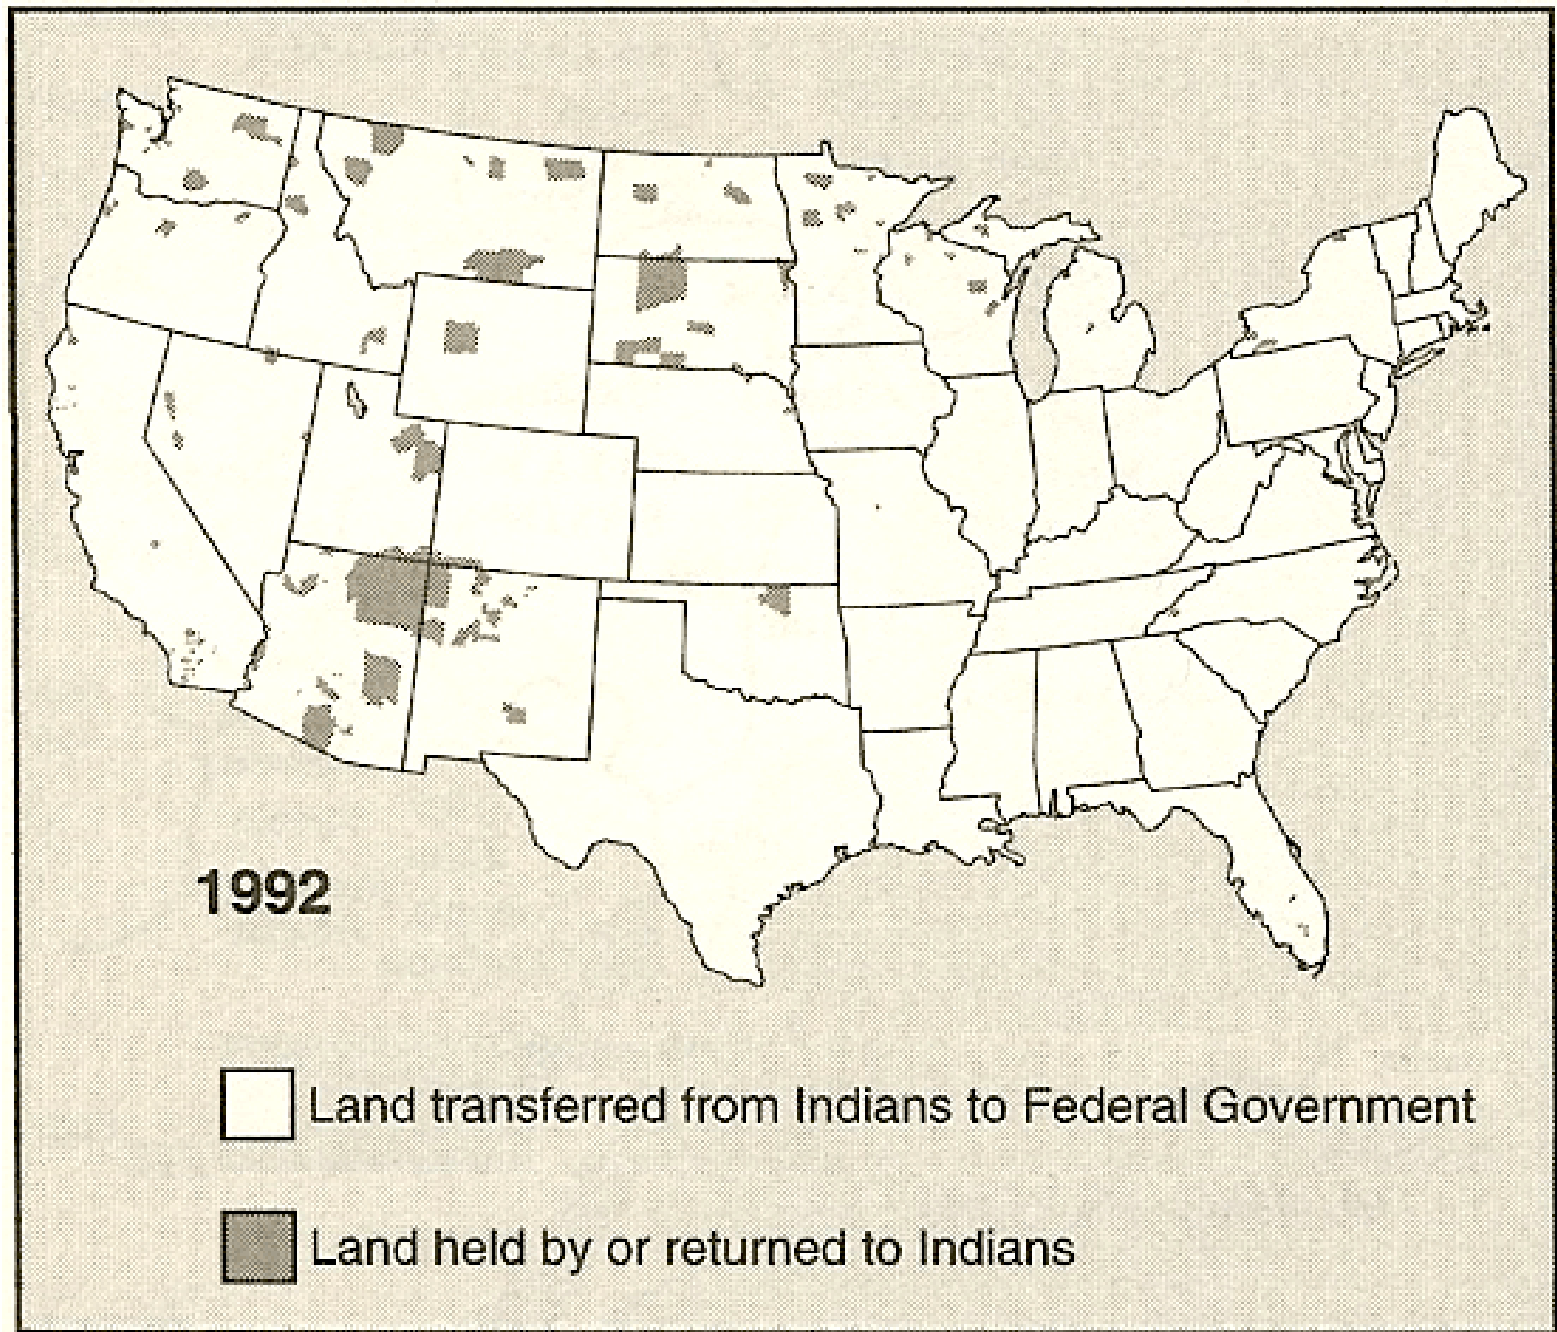 1992
Land transferred from Indians to Federal Government
Land held by or returned to Indians